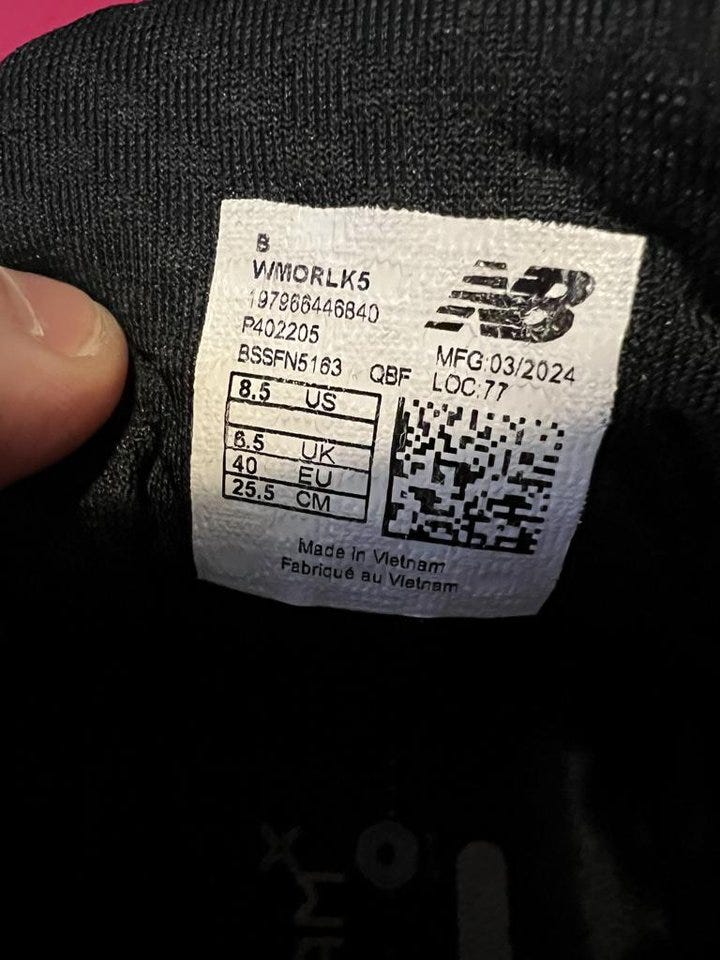 B
WMORLK5
197966446840
P402205
BSSFN5163 QBF
NB
MFG:03/2024
LOC:77
8.5 US
6.5 UK
40 EU
25.5 CM
Made in Vietnam
Fabriqué au Vietnam